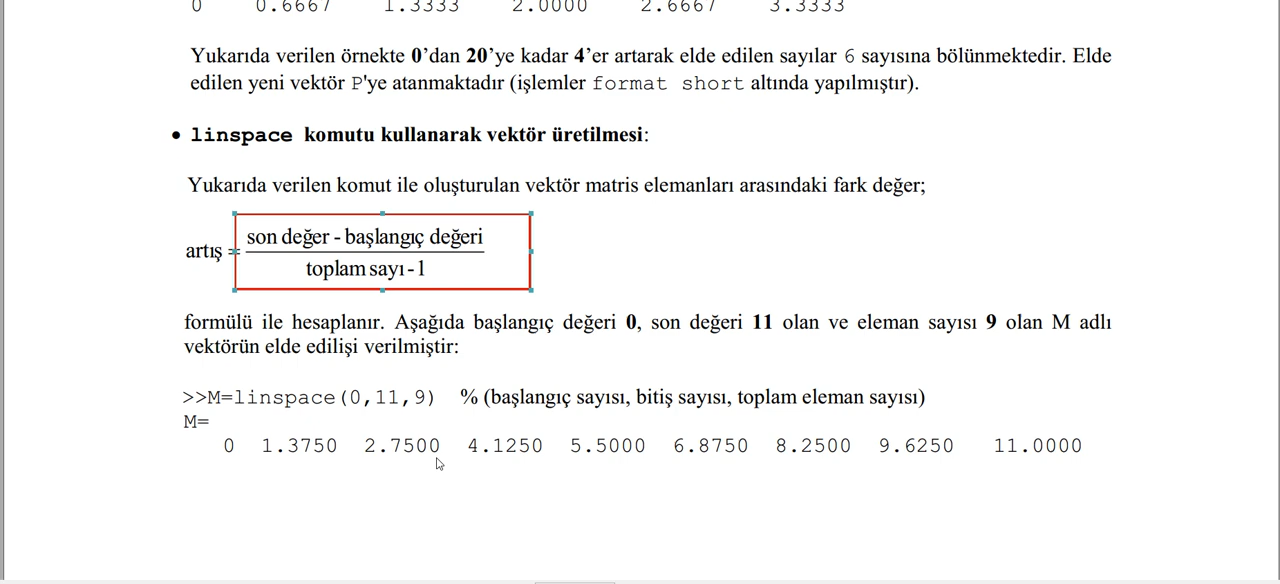 0 0.6667 1.3333 2.0000 2.6667 3.3333
Yukarıda verilen örnekte 0’dan 20’ye kadar 4’er artarak elde edilen sayılar 6 sayısına bölünmektedir. Elde
edilen yeni vektör P'ye atanmaktadır (işlemler format short altında yapılmıştır).
• linspace komutu kullanarak vektör üretilmesi:
Yukarıda verilen komut ile oluşturulan vektör matris elemanları arasındaki fark değer;
artış = son değer - başlangıç değeri
toplam sayı - 1
formülü ile hesaplanır. Aşağıda başlangıç değeri 0, son değeri 11 olan ve eleman sayısı 9 olan M adlı
vektörün elde edilişi verilmiştir:
>>M=linspace(0,11,9) % (başlangıç sayısı, bitiş sayısı, toplam eleman sayısı)
M=
0 1.3750 2.7500 4.1250 5.5000 6.8750 8.2500 9.6250 11.0000